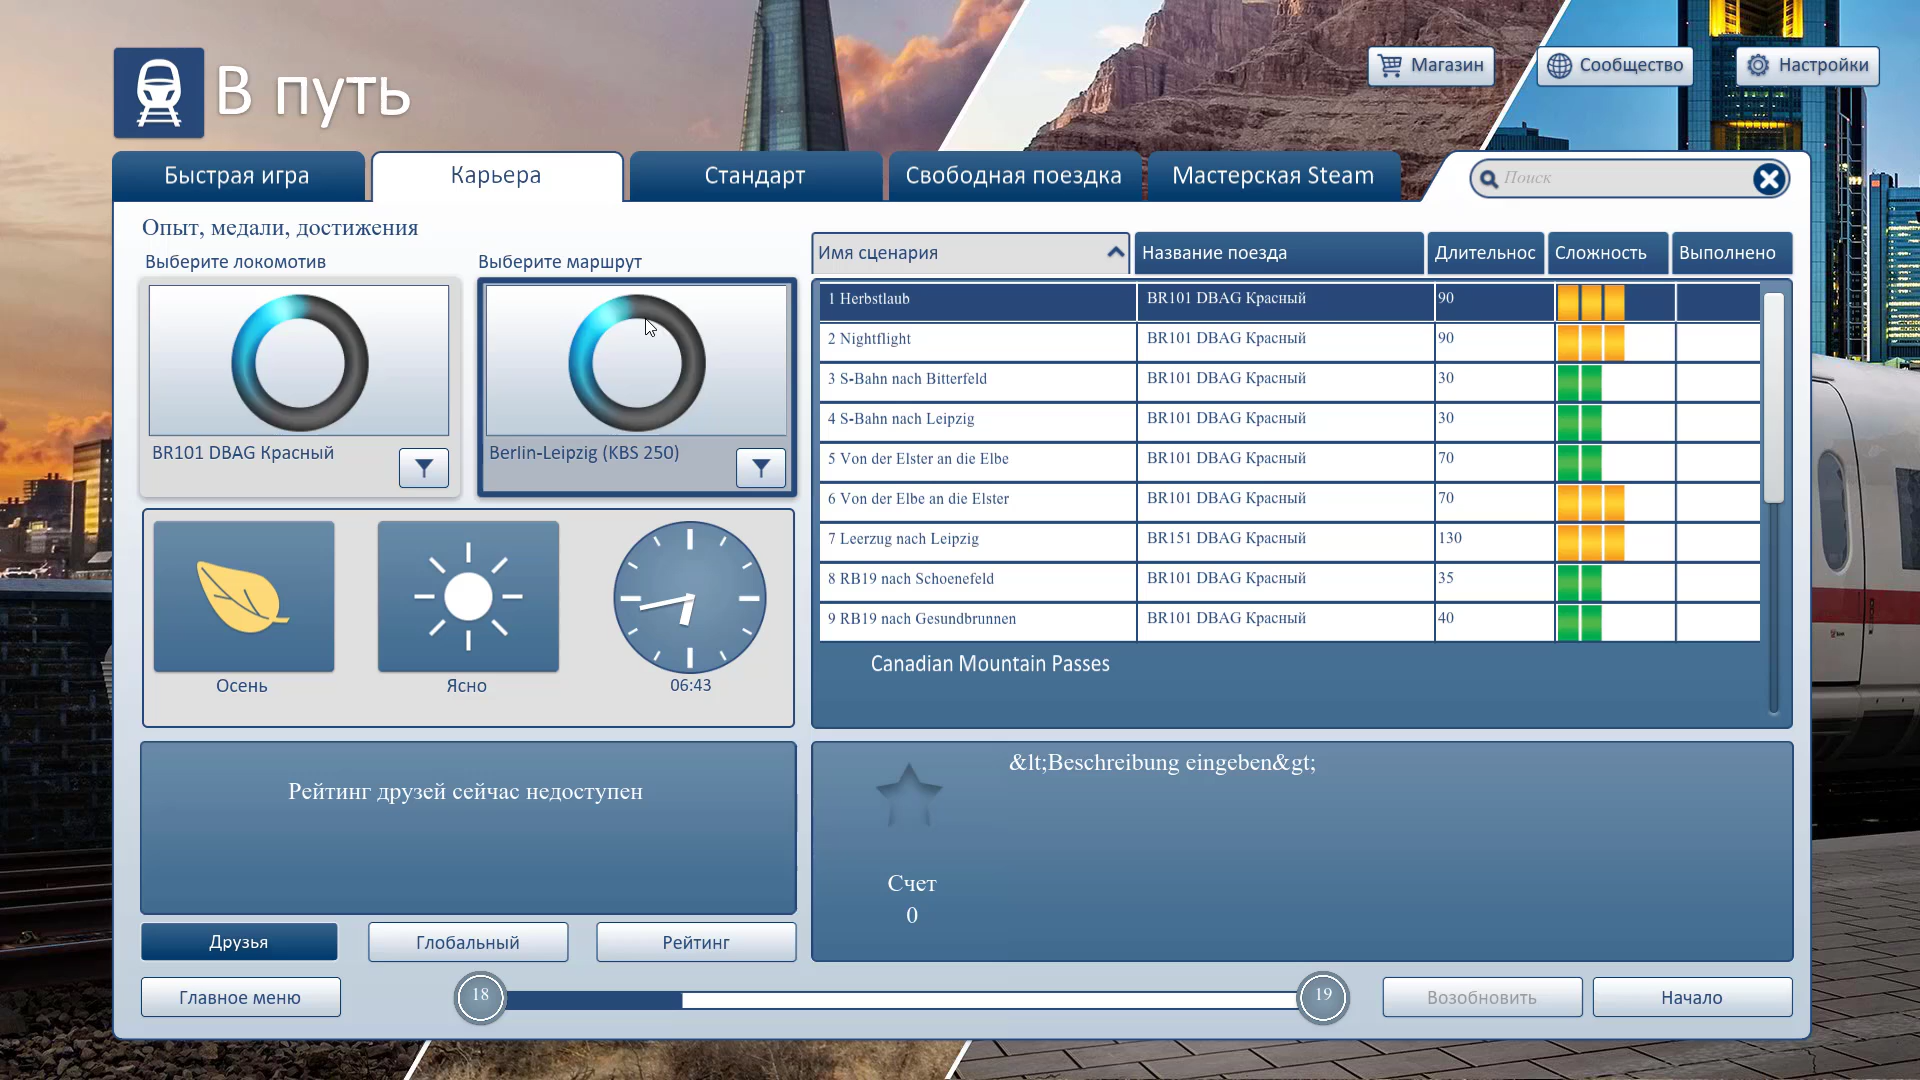 В путь
Магазин
Сообщество
Настройки
Быстрая игра
Карьера
Стандарт
Свободная поездка
Мастерская Steam
Поиск
Опыт, медали, достижения
Выберите локомотив
Выберите маршрут
BR101 DBAG Красный
Berlin-Leipzig (KBS 250)
Осень
Ясно
06:43
Имя сценария Название поезда Длительнос Сложность Выполнено
1 Herbstlaub BR101 DBAG Красный 90
2 Nightflight BR101 DBAG Красный 90
3 S-Bahn nach Bitterfeld BR101 DBAG Красный 30
4 S-Bahn nach Leipzig BR101 DBAG Красный 30
5 Von der Elster an die Elbe BR101 DBAG Красный 70
6 Von der Elbe an die Elster BR101 DBAG Красный 70
7 Leerzug nach Leipzig BR151 DBAG Красный 130
8 RB19 nach Schoenefeld BR101 DBAG Красный 35
9 RB19 nach Gesundbrunnen BR101 DBAG Красный 40
Canadian Mountain Passes
Рейтинг друзей сейчас недоступен
&lt;Beschreibung eingeben&gt;
Счет
0
Друзья
Глобальный
Рейтинг
Главное меню
18
19
Возобновить
Начало